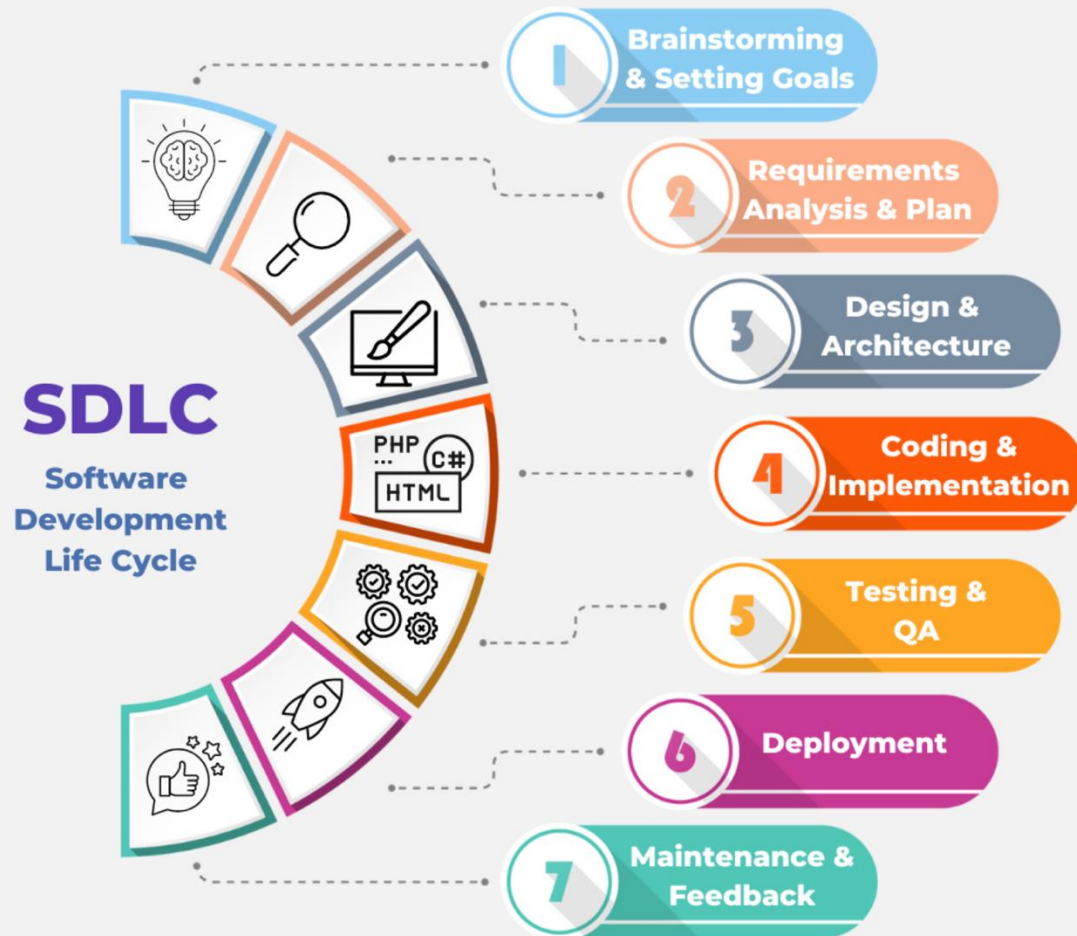 SDLC
Software
Development
Life Cycle
PHP
...
C#
HTML
1
Brainstorming
& Setting Goals
2
Requirements
Analysis & Plan
3
Design &
Architecture
4
Coding &
Implementation
5
Testing &
QA
6
Deployment
7
Maintenance &
Feedback